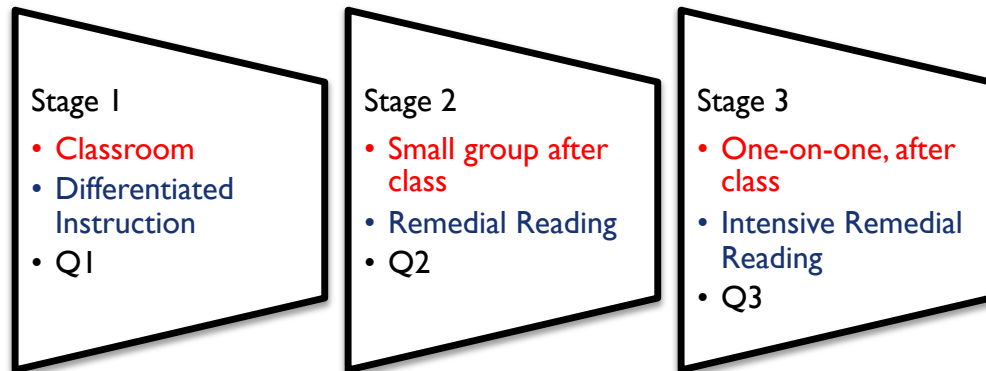 Stage 1
• Classroom
• Differentiated
Instruction
• Q1
Stage 2
• Small group after
class
• Remedial Reading
• Q2
Stage 3
• One-on-one, after
class
• Intensive Remedial
Reading
• Q3